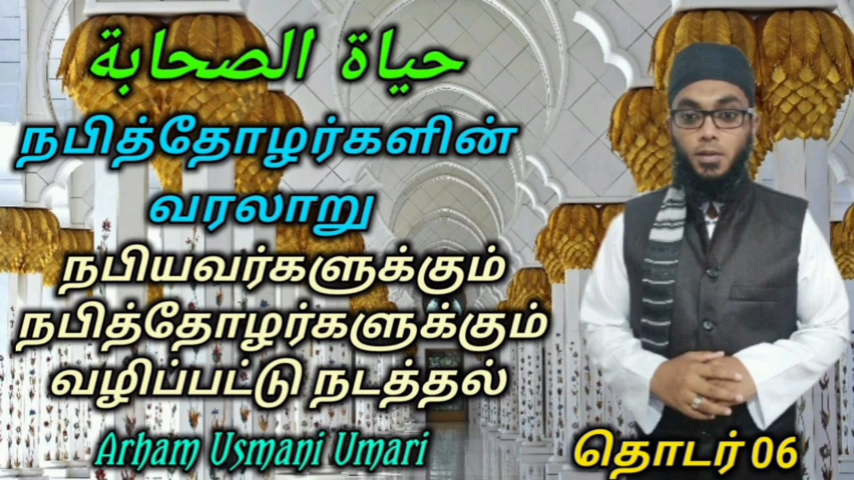 حياة الصحابة
நபித்தோழர்களின்
வரலாறு
நபியவர்களுக்கும்
நபித்தோழர்களுக்கும்
வழிப்பட்டு நடத்தல்
Arham Usmani Umari
தொடர் 06